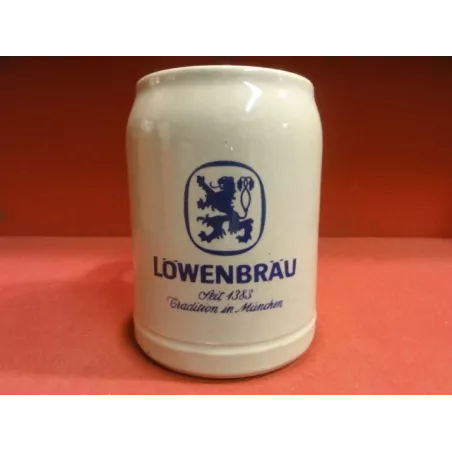 LÖWENBRÄU
Seit 1383
Tradition in München